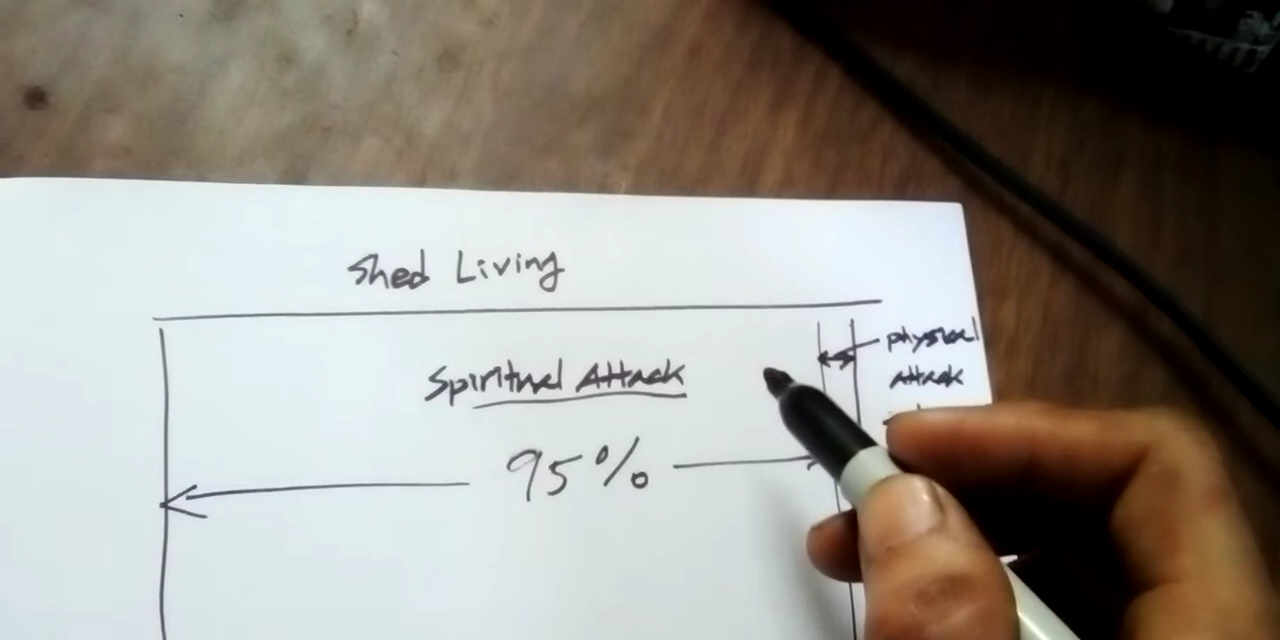 Shed Living
Spiritual Attack
95%
physical
attack